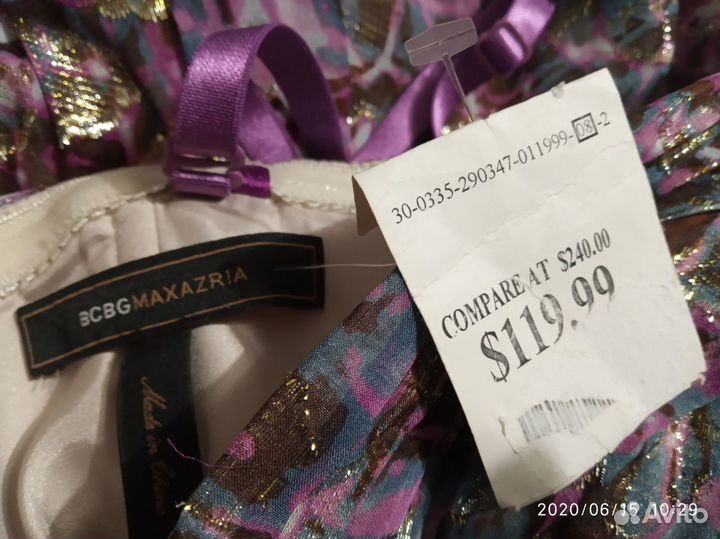 BCBGMAXAZRIA
Made in China
30-0335-290347-011999-08-2
COMPARE AT $240.00
$119.99
2020/06/15 10:29
Avito